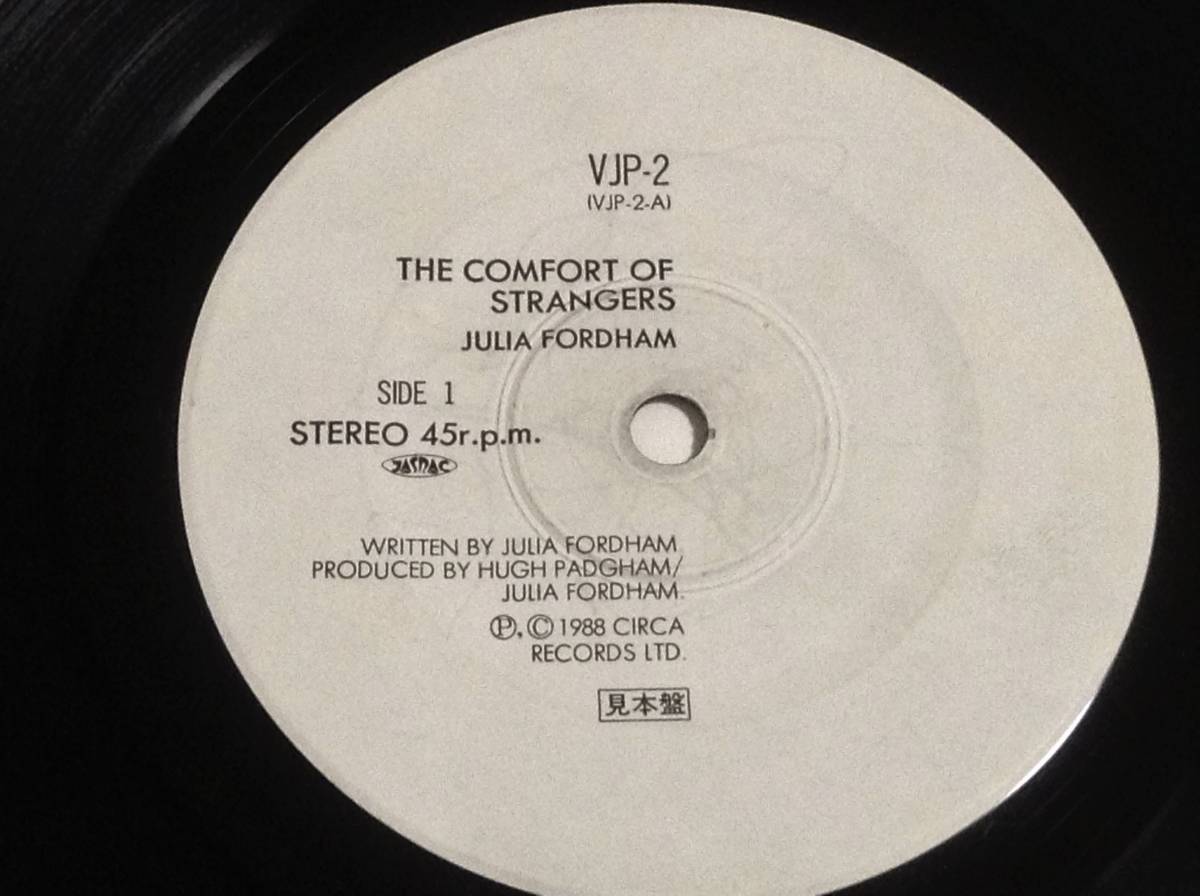 VJP-2
(VJP-2-A)
THE COMFORT OF
STRANGERS
JULIA FORDHAM
SIDE 1
STEREO 45r.p.m.
JASRAC
WRITTEN BY JULIA FORDHAM.
PRODUCED BY HUGH PADGHAM/
JULIA FORDHAM.
Ⓟ,© 1988 CIRCA
RECORDS LTD.
見本盤